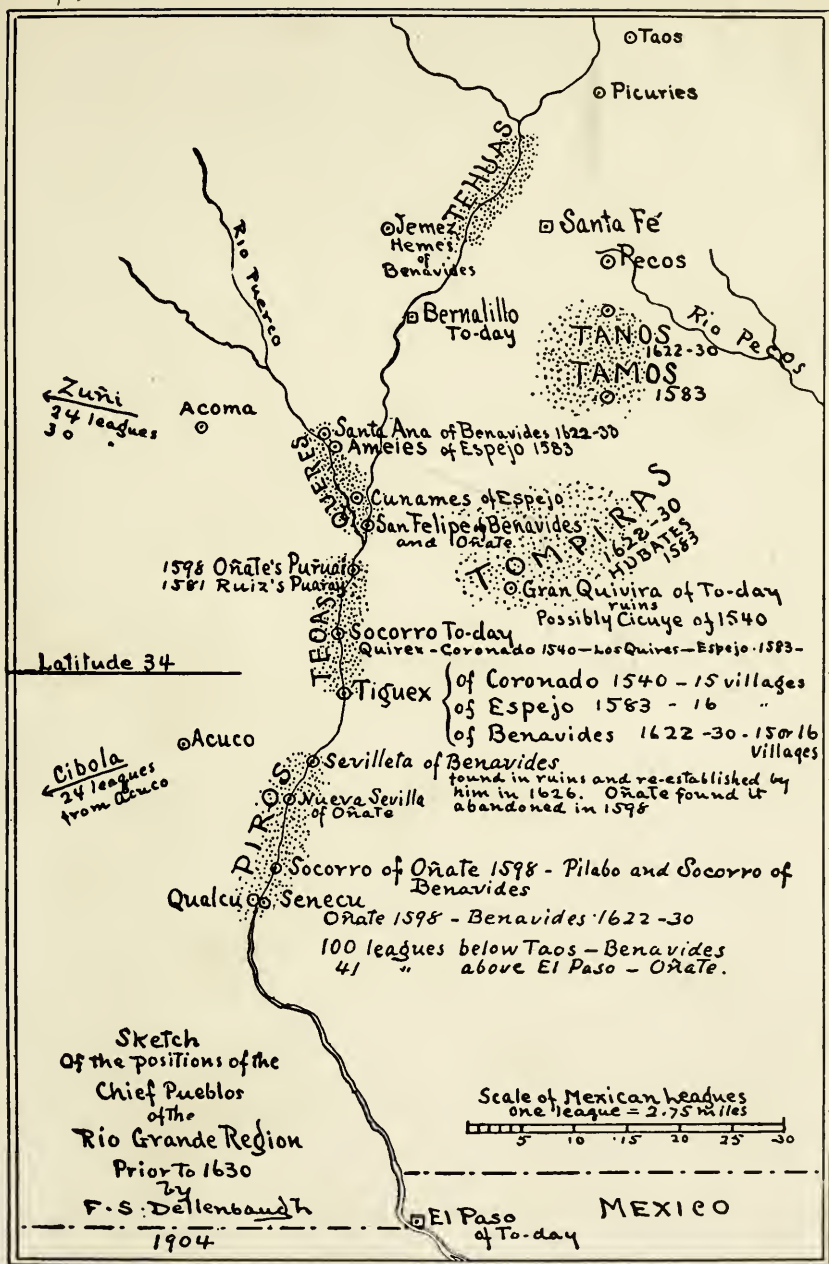 Taos
Picuries
TEHUAS
Jemez
Hemes
of
Benavides
Santa Fé
Pecos
Rio Puerco
Bernalillo
To-day
TANOS
1622-30
TAMOS
1583
Rio Pecos
Zuñi
24 leagues
30 "
Acoma
QUERES
Santa Ana of Benavides 1622-30
Ameies of Espejo 1583
Cunames of Espejo
San Felipe of Benavides
and Oñate
TOMPIRAS
1622-30
HUBATES
1583
1598 Oñate's Puruai
1581 Ruiz's Puaray
Gran Quivira of To-day
ruins
Possibly Cicuye of 1540
TEOAS
Socorro To-day
Quirex - Coronado 1540 - Los Quires - Espejo - 1583 -
Latitude 34
Tiguex
of Coronado 1540 - 15 villages
of Espejo 1583 - 16 "
of Benavides 1622-30 - 15 or 16
villages
Acuco
Cibola
24 leagues
from Acuco
PIROS
Sevilleta of Benavides
found in ruins and re-established by
him in 1626. Oñate found it
abandoned in 1598
Nueva Sevilla
of Oñate
Socorro of Oñate 1598 - Pilabo and Socorro of
Benavides
Qualcu Senecu
Oñate 1598 - Benavides 1622-30
100 leagues below Taos - Benavides
41 " above El Paso - Oñate.
Sketch
Of the positions of the
Chief Pueblos
of the
Rio Grande Region
Prior To 1630
by
F. S. Dellenbaugh
1904
Scale of Mexican Leagues
one league = 2.75 miles
5 10 15 20 25 30
MEXICO
El Paso
of To-day